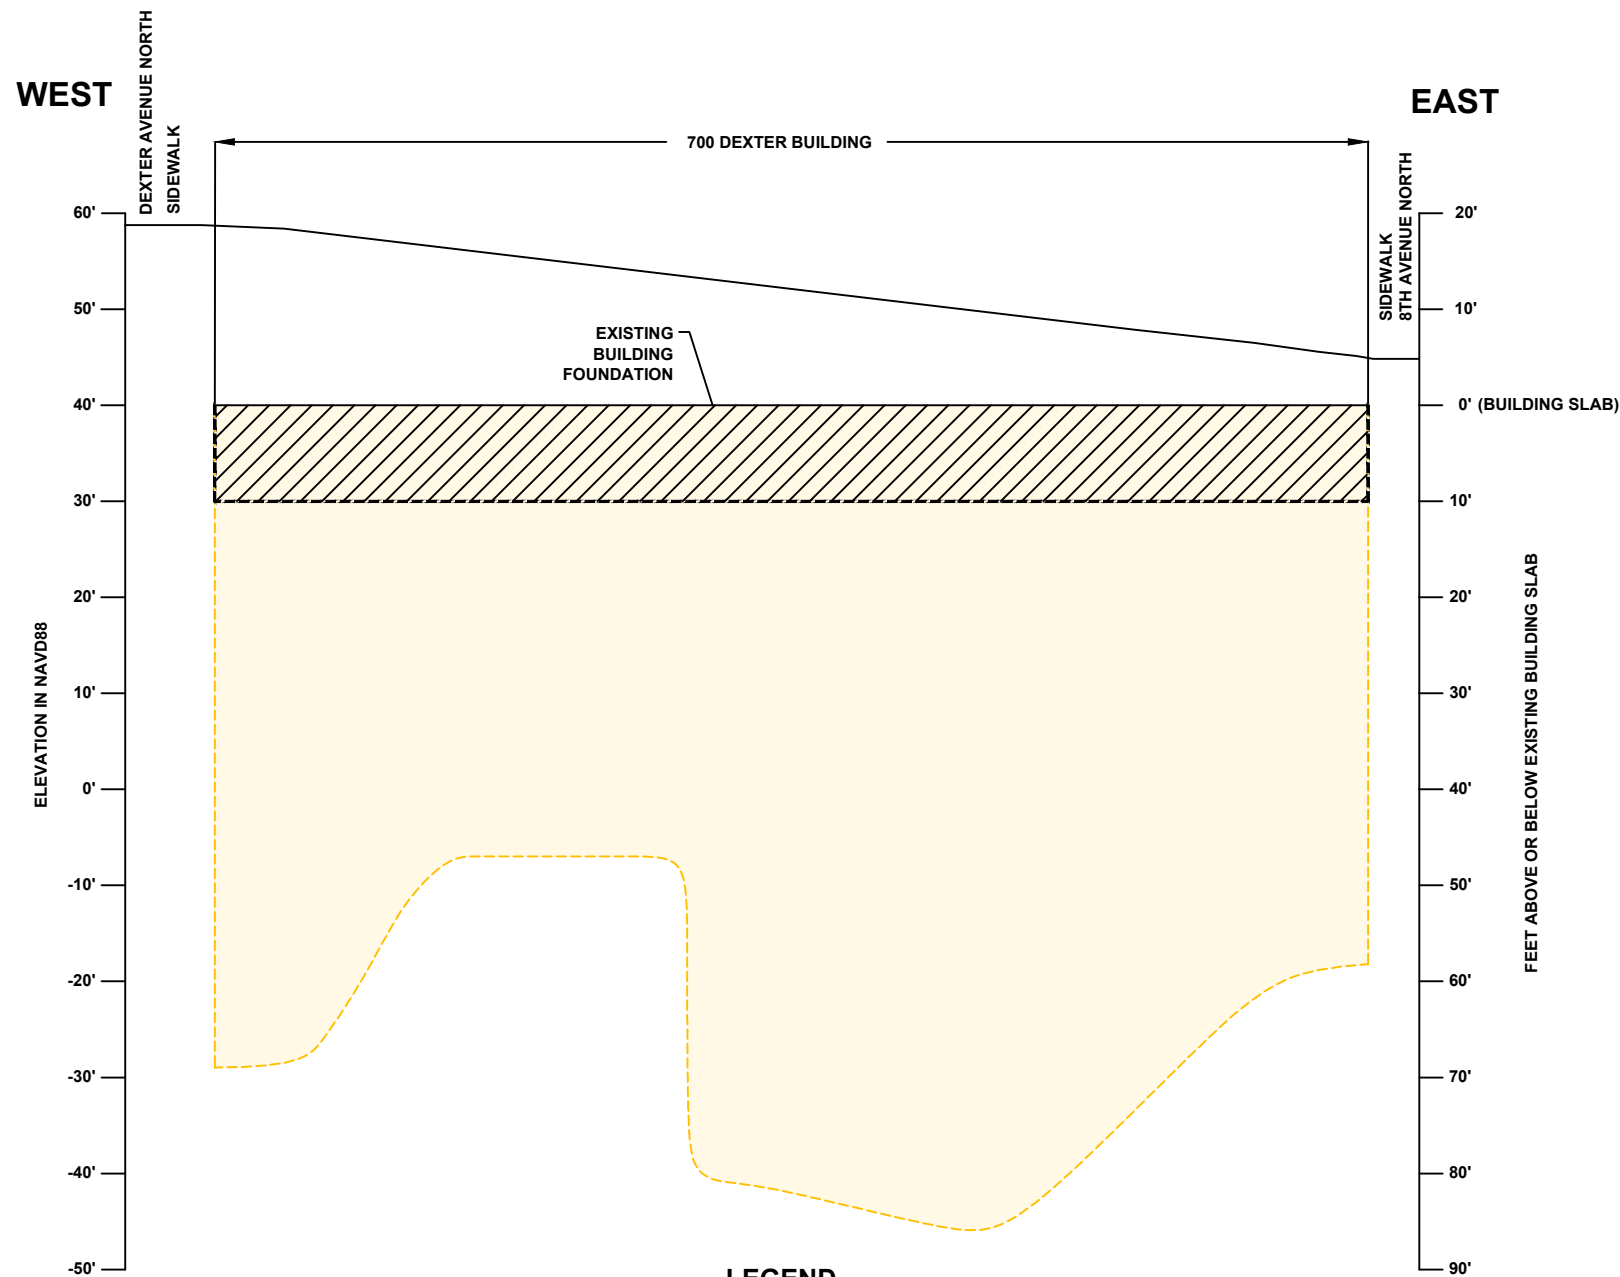 WEST
DEXTER AVENUE NORTH
SIDEWALK
700 DEXTER BUILDING
EAST
SIDEWALK
8TH AVENUE NORTH
EXISTING
BUILDING
FOUNDATION
ELEVATION IN NAVD88
60'
50'
40'
30'
20'
10'
0'
-10'
-20'
-30'
-40'
-50'
20'
10'
0' (BUILDING SLAB)
10'
20'
30'
40'
50'
60'
70'
80'
90'
FEET ABOVE OR BELOW EXISTING BUILDING SLAB
LEGEND